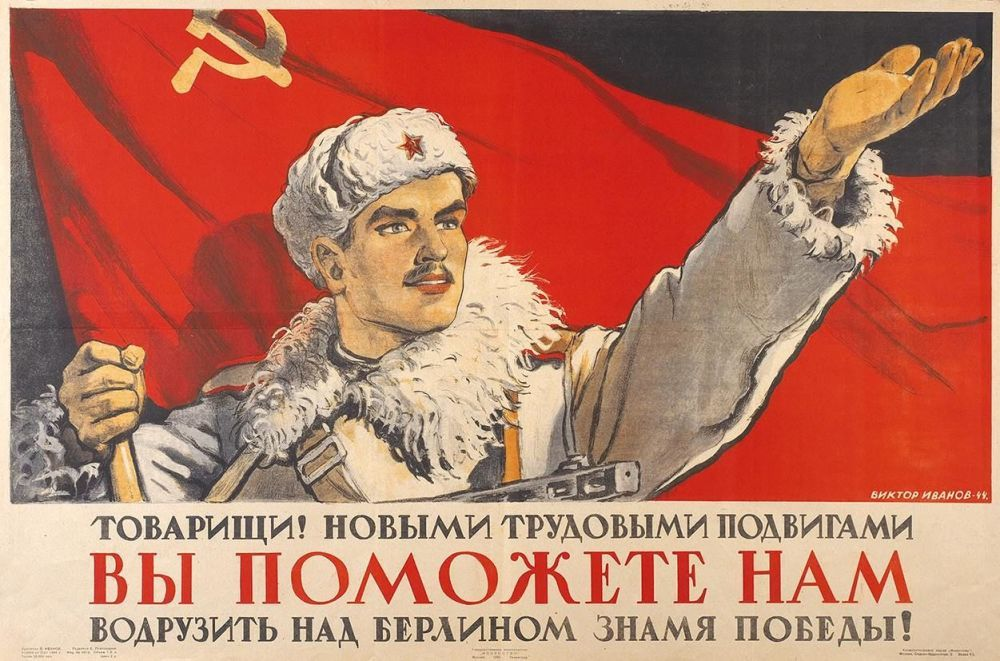 ВИКТОР ИВАНОВ-44.
ТОВАРИЩИ! НОВЫМИ ТРУДОВЫМИ ПОДВИГАМИ
ВЫ ПОМОЖЕТЕ НАМ
ВОДРУЗИТЬ НАД БЕРЛИНОМ ЗНАМЯ ПОБЕДЫ!